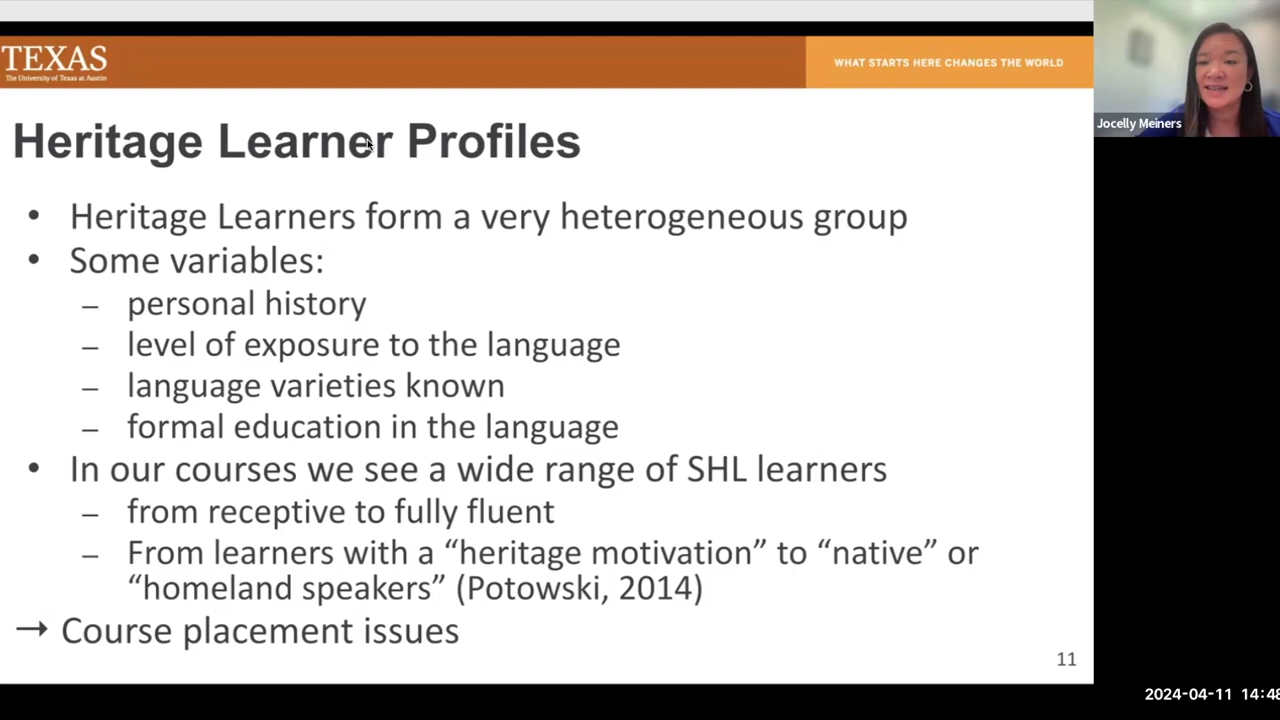 TEXAS
The University of Texas at Austin
WHAT STARTS HERE CHANGES THE WORLD
Jocelly Meiners
Heritage Learner Profiles
• Heritage Learners form a very heterogeneous group
• Some variables:
– personal history
– level of exposure to the language
– language varieties known
– formal education in the language
• In our courses we see a wide range of SHL learners
– from receptive to fully fluent
– From learners with a “heritage motivation” to “native” or
“homeland speakers” (Potowski, 2014)
→ Course placement issues
11
2024-04-11 14:48